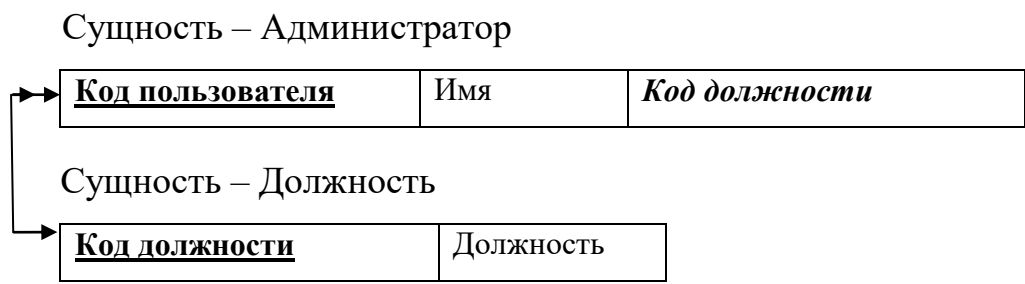 Сущность – Администратор
Код пользователя Имя Код должности
Сущность – Должность
Код должности Должность